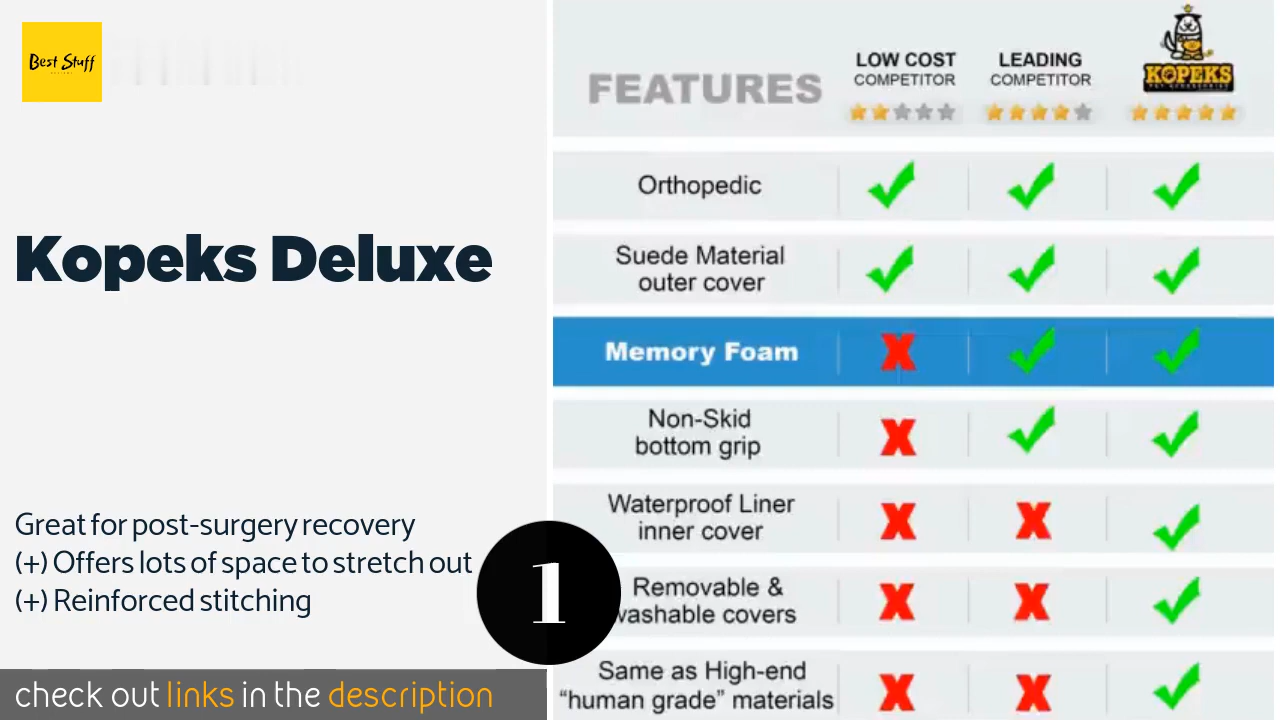 Best Stuff
Kopeks Deluxe
Great for post-surgery recovery
(+) Offers lots of space to stretch out
(+) Reinforced stitching
1
check out links in the description
FEATURES
LOW COST
COMPETITOR
LEADING
COMPETITOR
KOPEKS
PET ACCESSORIES
Orthopedic
Suede Material
outer cover
Memory Foam
Non-Skid
bottom grip
Waterproof Liner
inner cover
Removable &
washable covers
Same as High-end
“human grade” materials